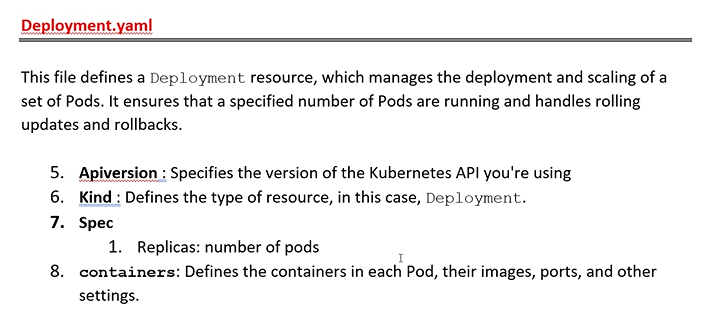 Deployment.yaml
This file defines a Deployment resource, which manages the deployment and scaling of a
set of Pods. It ensures that a specified number of Pods are running and handles rolling
updates and rollbacks.
5. Apiversion : Specifies the version of the Kubernetes API you're using
6. Kind : Defines the type of resource, in this case, Deployment.
7. Spec
1. Replicas: number of pods
8. containers: Defines the containers in each Pod, their images, ports, and other
settings.